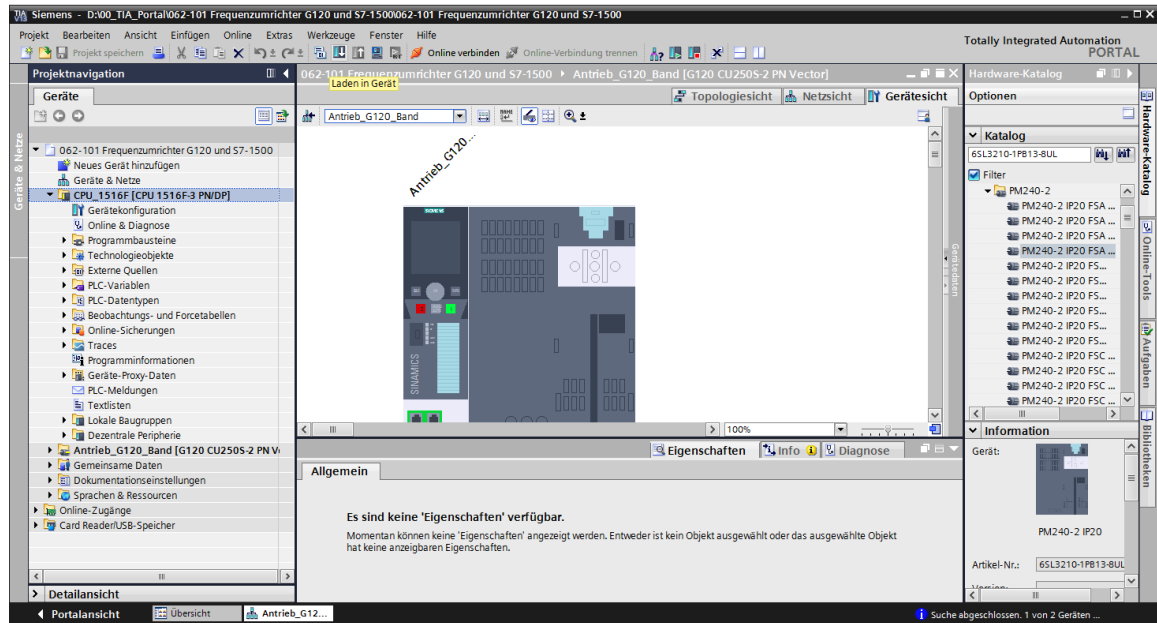 Siemens - D:\00_TIA_Portal\062-101 Frequenzumrichter G120 und S7-1500\062-101 Frequenzumrichter G120 und S7-1500
Projekt Bearbeiten Ansicht Einfügen Online Extras Werkzeuge Fenster Hilfe
Totally Integrated Automation
PORTAL
Projekt speichern Online verbinden Online-Verbindung trennen
Projektnavigation
062-101 Frequenzumrichter G120 und S7-1500 Antrieb_G120_Band [G120 CU250S-2 PN Vector]
Laden in Gerät
Hardware-Katalog
Geräte
Topologiesicht Netzsicht Gerätesicht
Optionen
Antrieb_G120_Band
Geräte & Netze
062-101 Frequenzumrichter G120 und S7-1500
Neues Gerät hinzufügen
Geräte & Netze
CPU_1516F [CPU 1516F-3 PN/DP]
Gerätekonfiguration
Online & Diagnose
Programmbausteine
Technologieobjekte
Externe Quellen
PLC-Variablen
PLC-Datentypen
Beobachtungs- und Forcetabellen
Online-Sicherungen
Traces
Programminformationen
Geräte-Proxy-Daten
PLC-Meldungen
Textlisten
Lokale Baugruppen
Dezentrale Peripherie
Antrieb_G120_Band [G120 CU250S-2 PN V
Gemeinsame Daten
Dokumentationseinstellungen
Sprachen & Ressourcen
Online-Zugänge
Card Reader/USB-Speicher
Detailansicht
Antrieb_G120...
SIEMENS
SINAMICS
Gerätedaten
100%
Eigenschaften Info Diagnose
Allgemein
Es sind keine 'Eigenschaften' verfügbar.
Momentan können keine 'Eigenschaften' angezeigt werden. Entweder ist kein Objekt ausgewählt oder das ausgewählte Objekt
hat keine anzeigbaren Eigenschaften.
Katalog
6SL3210-1PB13-8UL
Filter
PM240-2
PM240-2 IP20 FSA ...
PM240-2 IP20 FSA ...
PM240-2 IP20 FSA ...
PM240-2 IP20 FSA ...
PM240-2 IP20 FS...
PM240-2 IP20 FS...
PM240-2 IP20 FS...
PM240-2 IP20 FS...
PM240-2 IP20 FS...
PM240-2 IP20 FS...
PM240-2 IP20 FSC ...
PM240-2 IP20 FSC ...
PM240-2 IP20 FSC ...
PM240-2 IP20 FSC ...
Information
Gerät:
PM240-2 IP20
Artikel-Nr.: 6SL3210-1PB13-8UL
Version:
Hardware-Katalog
Online-Tools
Aufgaben
Bibliotheken
Portalansicht Übersicht Antrieb_G12...
Suche abgeschlossen. 1 von 2 Geräten ...